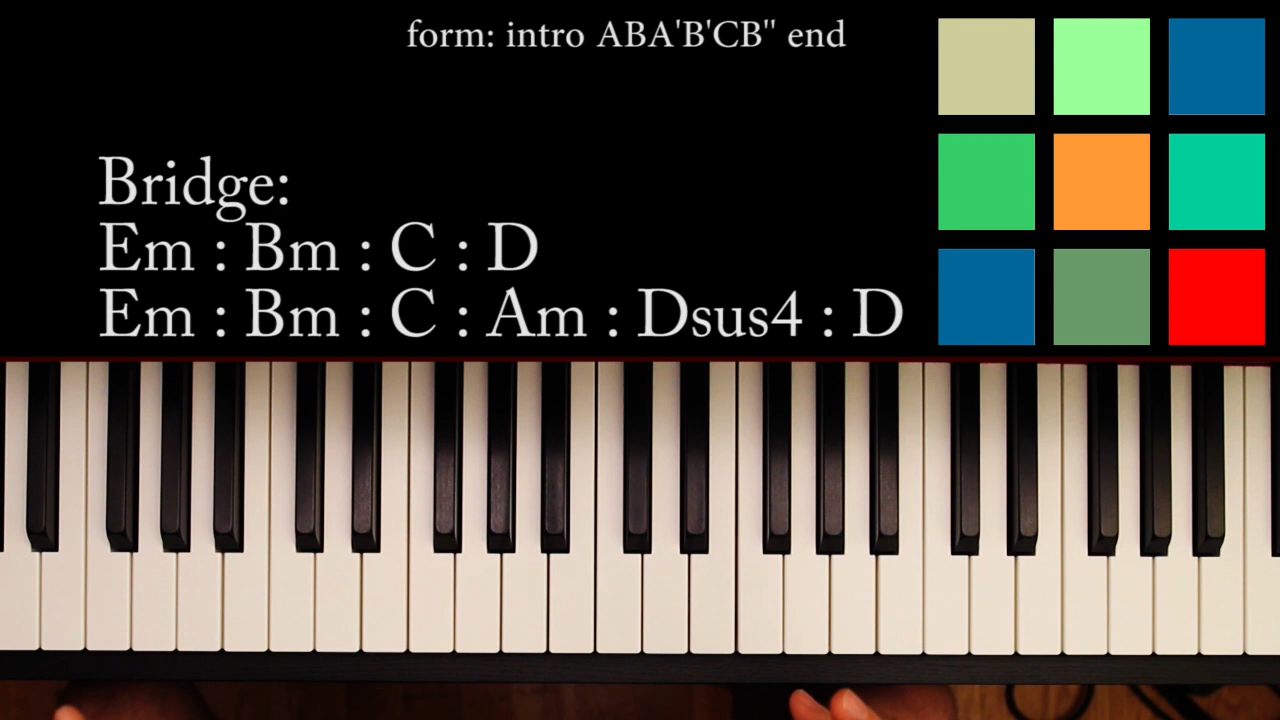 form: intro ABA'B'CB" end
Bridge:
Em : Bm : C : D
Em : Bm : C : Am : Dsus4 : D